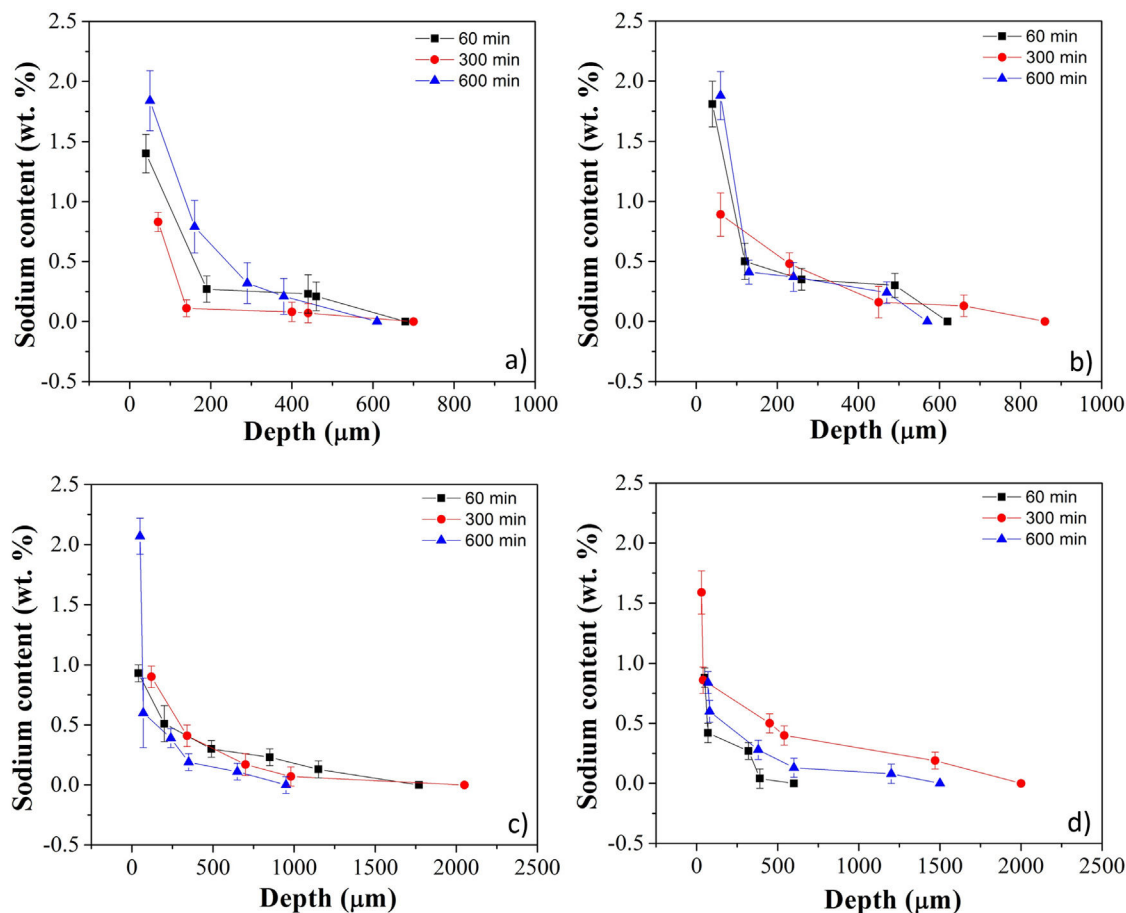 2.5
2.0
1.5
1.0
0.5
0.0
-0.5
Sodium content (wt. %)
60 min
300 min
600 min
a)
0 200 400 600 800 1000
Depth (μm)
2.5
2.0
1.5
1.0
0.5
0.0
-0.5
Sodium content (wt. %)
60 min
300 min
600 min
b)
0 200 400 600 800 1000
Depth (μm)
2.5
2.0
1.5
1.0
0.5
0.0
-0.5
Sodium content (wt. %)
60 min
300 min
600 min
c)
0 500 1000 1500 2000 2500
Depth (μm)
2.5
2.0
1.5
1.0
0.5
0.0
-0.5
Sodium content (wt. %)
60 min
300 min
600 min
d)
0 500 1000 1500 2000 2500
Depth (μm)